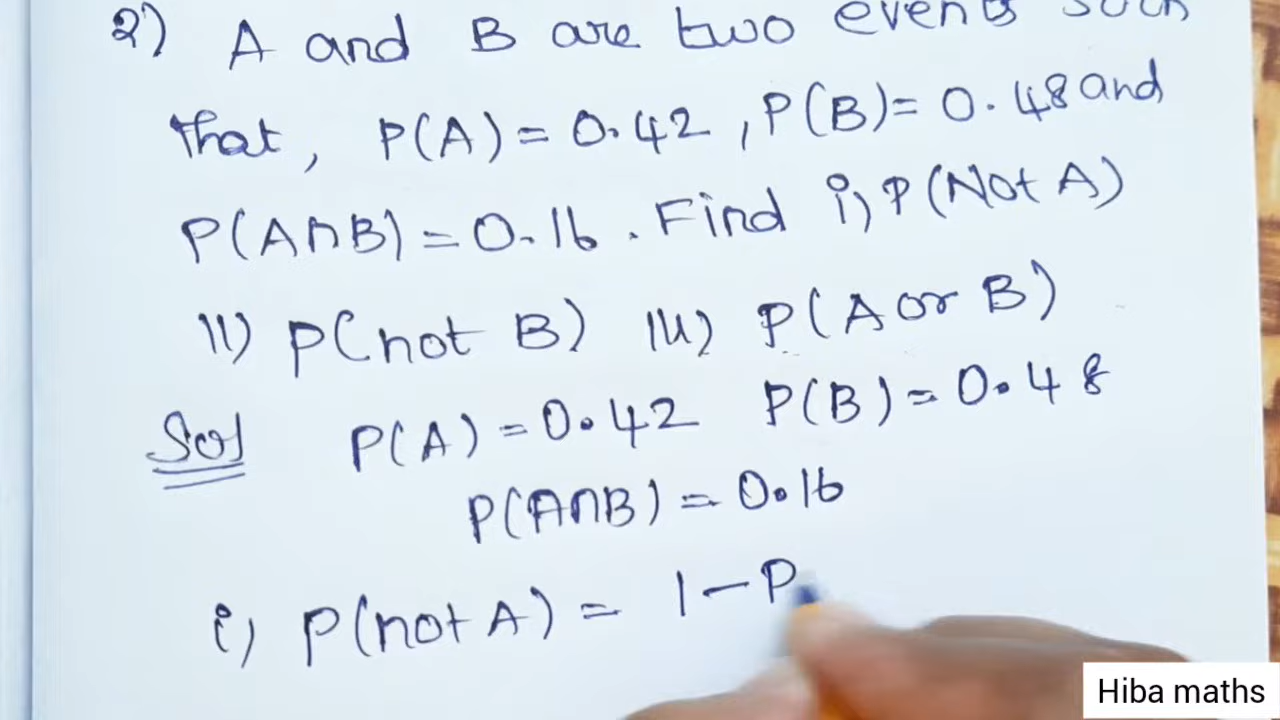 2) A and B are two events such
that, P(A) = 0.42, P(B)= 0.48 and
P(A∩B) = 0.16. Find i) P(Not A)
ii) P(not B) iii) P(A or B)
Sol P(A) = 0.42 P(B) = 0.48
P(A∩B) = 0.16
i) P(not A) = 1 - P
Hiba maths